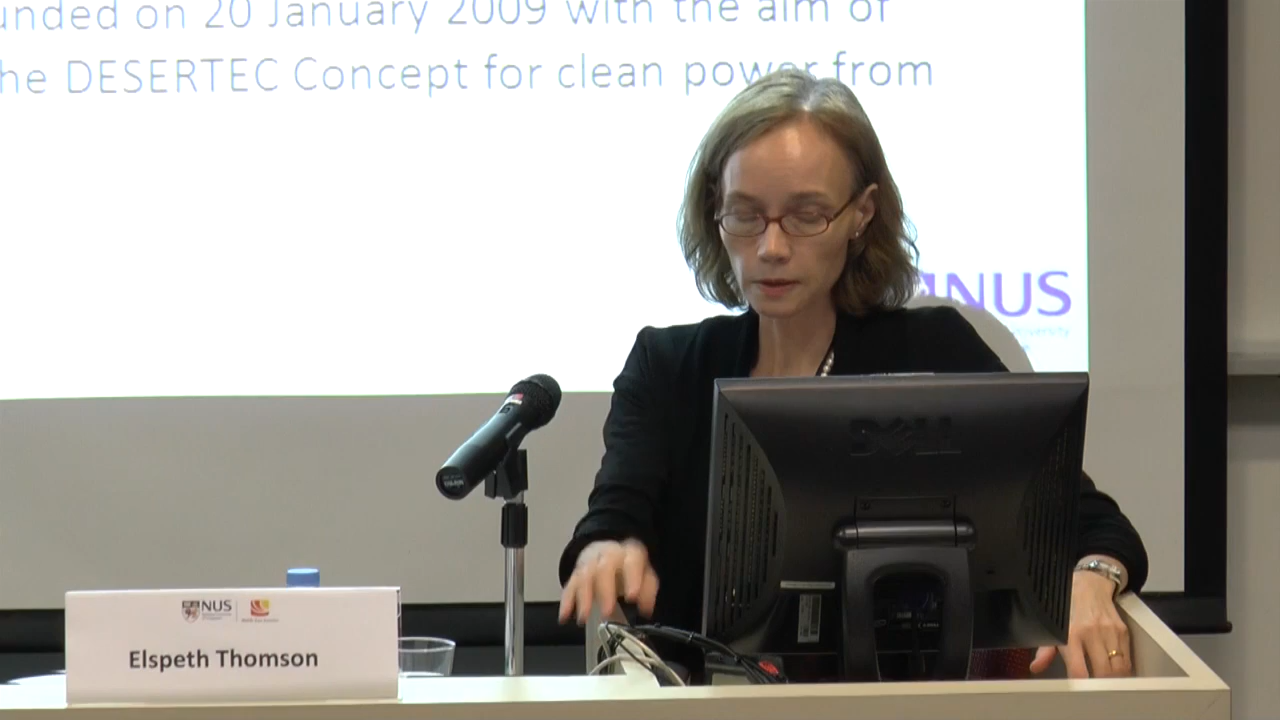 unded on 20 January 2009 with the aim of
he DESERTEC Concept for clean power from
NUS
DELL
NUS
Elspeth Thomson